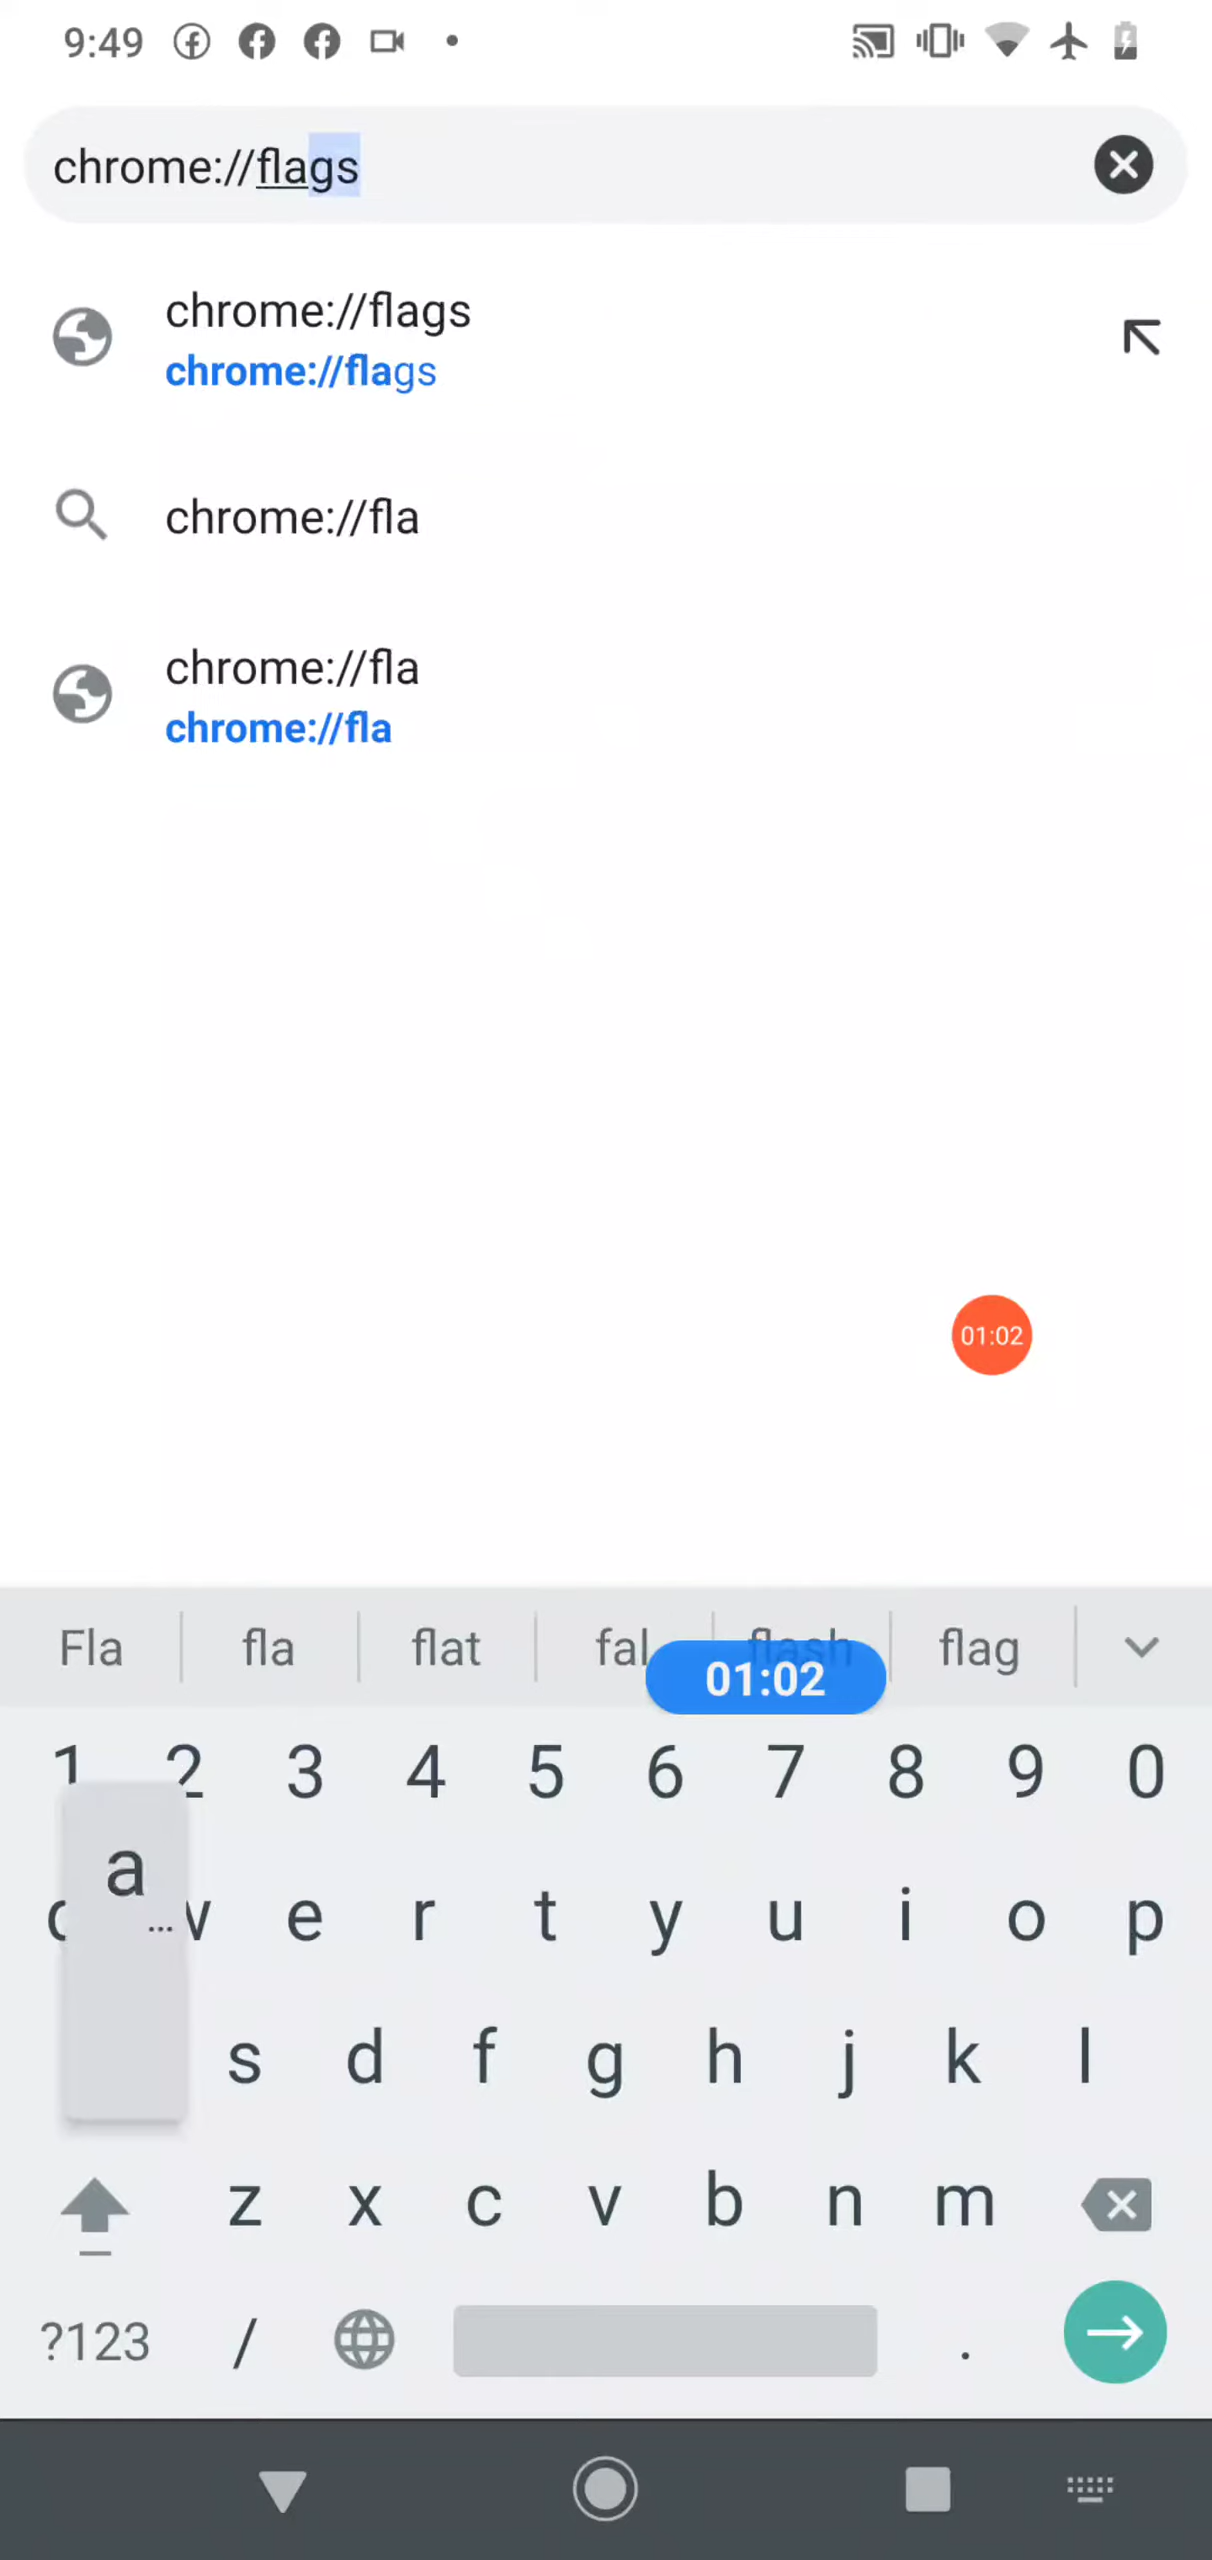 9:49
chrome://flags
chrome://flags
chrome://flags
chrome://fla
chrome://fla
chrome://fla
01:02
Fla fla flat fal flash flag
01:02
1 2 3 4 5 6 7 8 9 0
a
w e r t y u i o p
s d f g h j k l
z x c v b n m
?123 / .